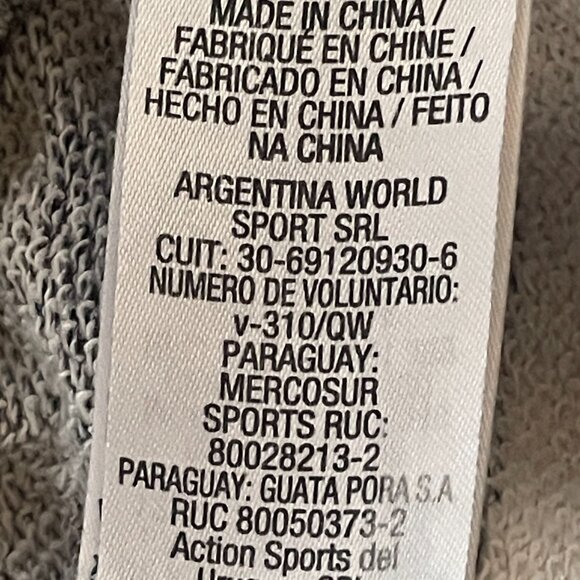 MADE IN CHINA /
FABRIQUÉ EN CHINE /
FABRICADO EN CHINA /
HECHO EN CHINA / FEITO
NA CHINA
ARGENTINA WORLD
SPORT SRL
CUIT: 30-69120930-6
NUMERO DE VOLUNTARIO:
v-310/QW
PARAGUAY:
MERCOSUR
SPORTS RUC:
80028213-2
PARAGUAY: GUATA PORA S.A
RUC 80050373-2
Action Sports del